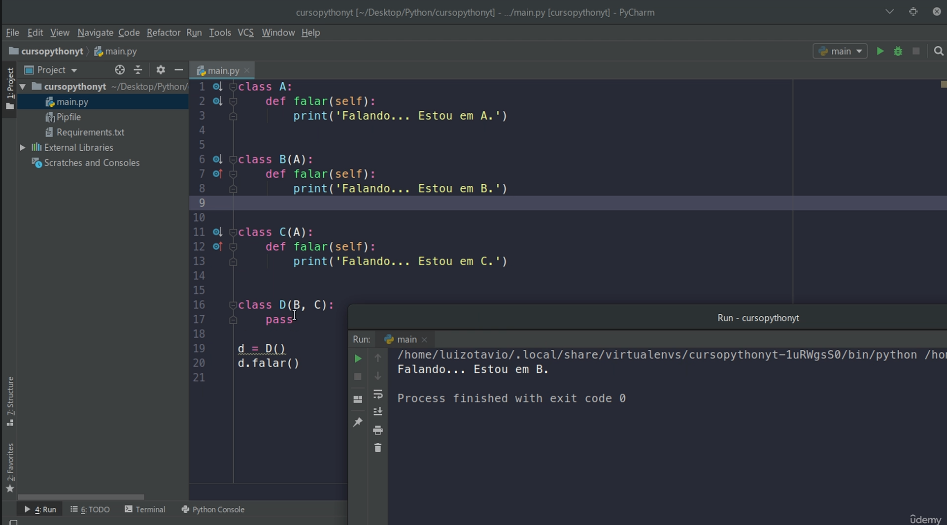 cursopythonyt [~/Desktop/Python/cursopythonyt] - .../main.py [cursopythonyt] - PyCharm
File Edit View Navigate Code Refactor Run Tools VCS Window Help
cursopythonyt main.py main
1: Project
Project
main.py
cursopythonyt ~/Desktop/Python/
main.py
Pipfile
Requirements.txt
External Libraries
Scratches and Consoles
1 class A:
2 def falar(self):
3 print('Falando... Estou em A.')
4
5
6 class B(A):
7 def falar(self):
8 print('Falando... Estou em B.')
9
10
11 class C(A):
12 def falar(self):
13 print('Falando... Estou em C.')
14
15
16 class D(B, C):
17 pass
18
19 d = D()
20 d.falar()
21
Run - cursopythonyt
Run: main
/home/luizotavio/.local/share/virtualenvs/cursopythonyt-1uRWgsS0/bin/python /ho
Falando... Estou em B.
Process finished with exit code 0
7: Structure
2: Favorites
4: Run 6: TODO Terminal Python Console
udemy